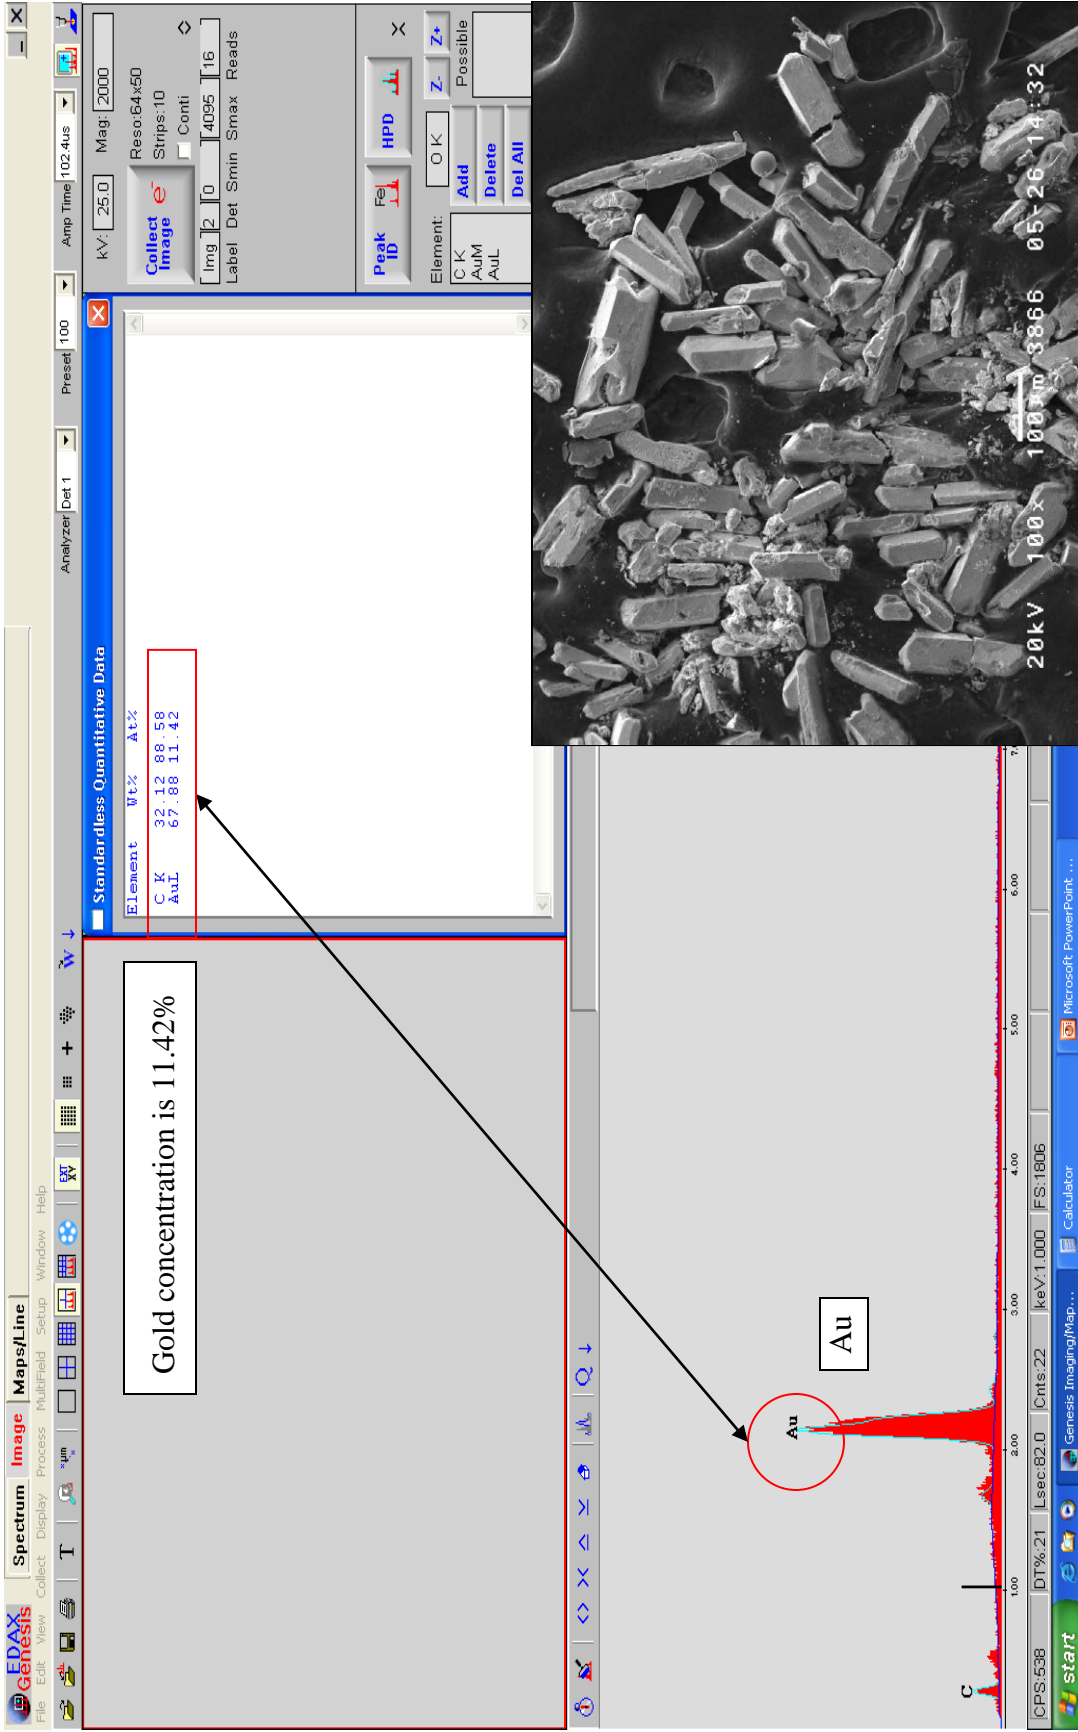 EDAX
Genesis
Spectrum Image Maps/Line
File Edit View Collect Display Process MultiField Setup Window Help
T
EXT
XY
W
Analyzer Det 1 Preset 100 Amp Time 102.4us
Standardless Quantitative Data
Element Wt% At%
C K 32.12 88.58
AuL 67.88 11.42
Gold concentration is 11.42%
kV: 25.0 Mag: 2000
Collect
Image e-
Reso:64x50
Strips:10
Conti
Img 2 0 4095 16
Label Det Smin Smax Reads
Peak
ID
Fe
HPD
Element: O K Z- Z+
C K
AuM
AuL
Add
Delete
Del All
Possible
20kV 100x 100µm 3866 05-26 14:32
Au
Au
C
1.00 2.00 3.00 4.00 5.00 6.00 7.
CPS:538 DT%:21 Lsec:82.0 Cnts:22 keV:1.000 FS:1806
start Genesis Imaging/Map... Calculator Microsoft PowerPoint ...